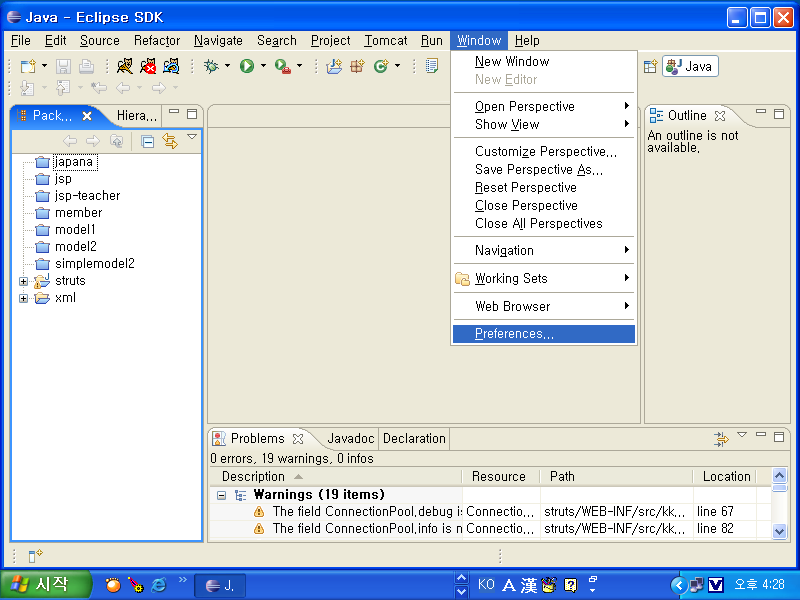 Java - Eclipse SDK
File Edit Source Refactor Navigate Search Project Tomcat Run Window Help
Java
New Window
New Editor
Open Perspective
Show View
Customize Perspective...
Save Perspective As...
Reset Perspective
Close Perspective
Close All Perspectives
Navigation
Working Sets
Web Browser
Preferences...
Pack... Hiera...
japana
jsp
jsp-teacher
member
model1
model2
simplemodel2
struts
xml
Outline
An outline is not
available.
Problems Javadoc Declaration
0 errors, 19 warnings, 0 infos
Description Resource Path Location
Warnings (19 items)
The field ConnectionPool.debug is Connectio... struts/WEB-INF/src/kk... line 67
The field ConnectionPool.info is n Connectio... struts/WEB-INF/src/kk... line 82
시작 J. KO A 漢 오후 4:28